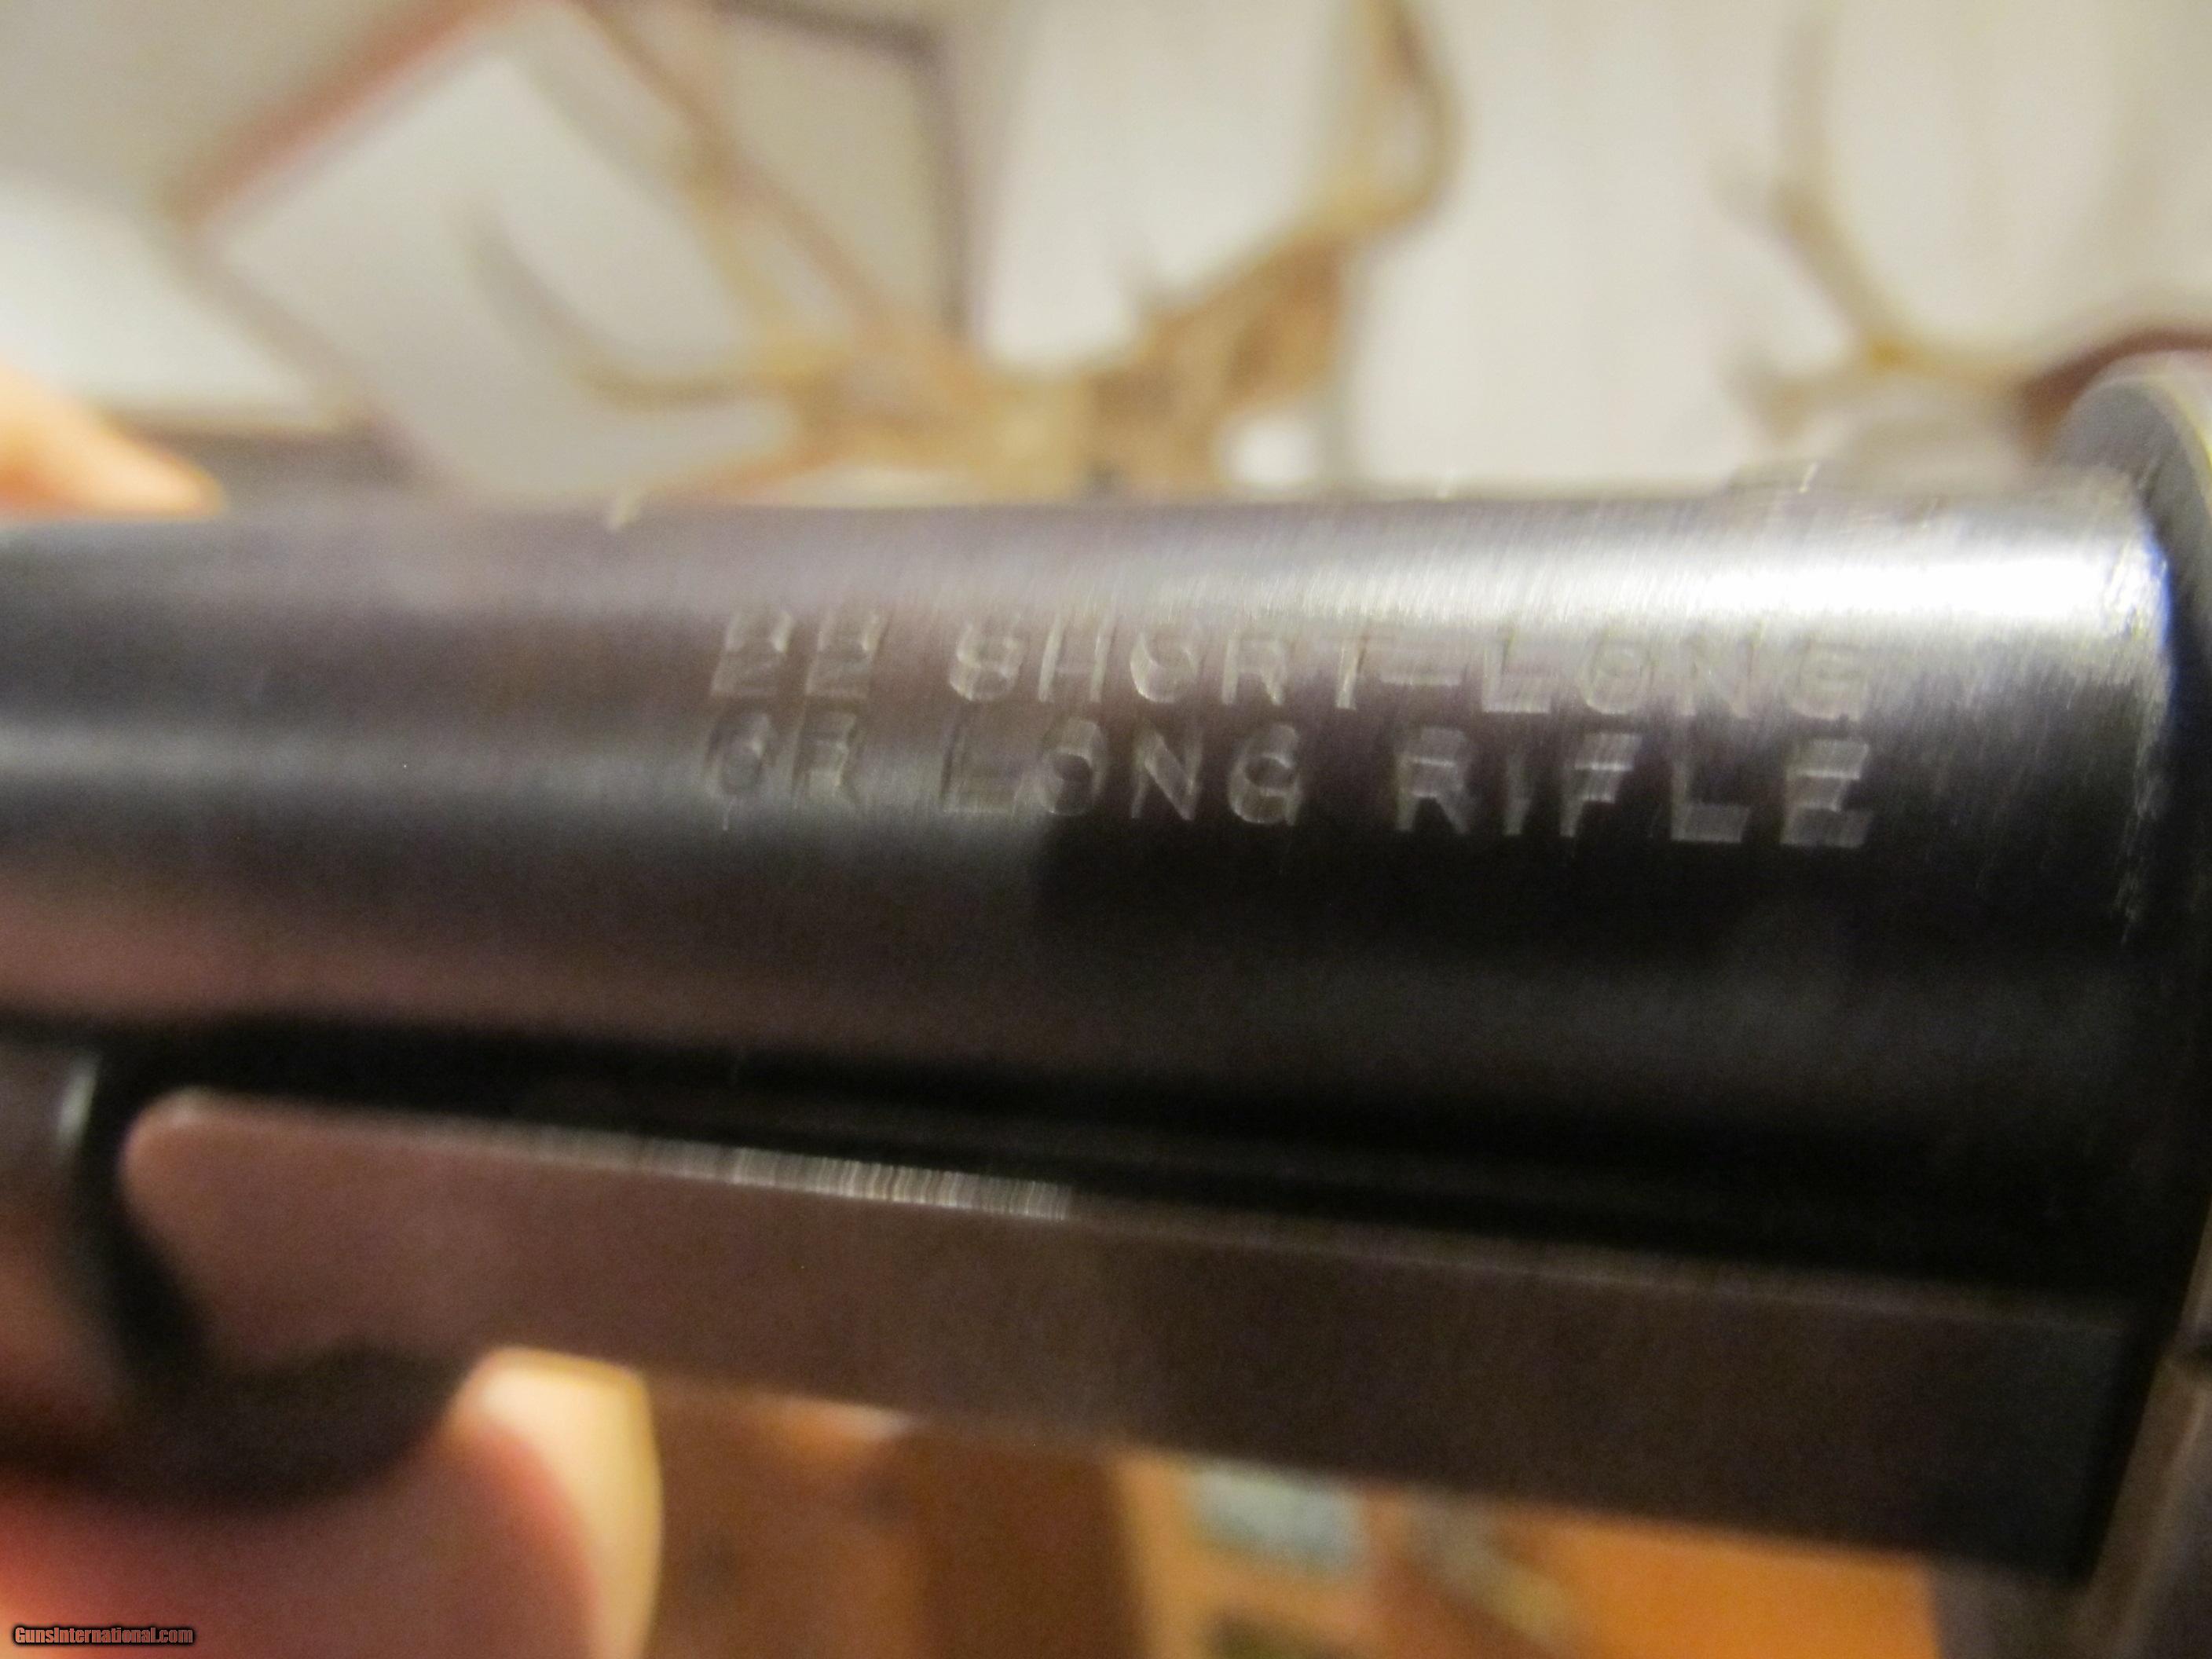 22 SHORT-LONG
OR LONG RIFLE
GunsInternational.com